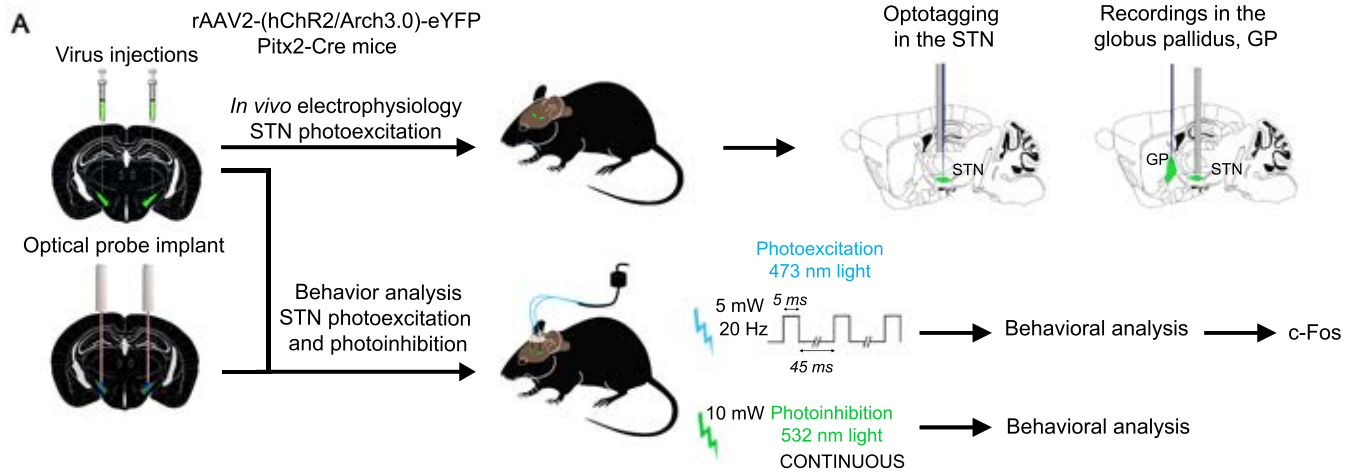 A
rAAV2-(hChR2/Arch3.0)-eYFP
Pitx2-Cre mice
Virus injections
In vivo electrophysiology
STN photoexcitation
Optotagging
in the STN
STN
Recordings in the
globus pallidus, GP
GP
STN
Optical probe implant
Behavior analysis
STN photoexcitation
and photoinhibition
Photoexcitation
473 nm light
5 mW
20 Hz
5 ms
45 ms
Behavioral analysis
c-Fos
10 mW
Photoinhibition
532 nm light
CONTINUOUS
Behavioral analysis